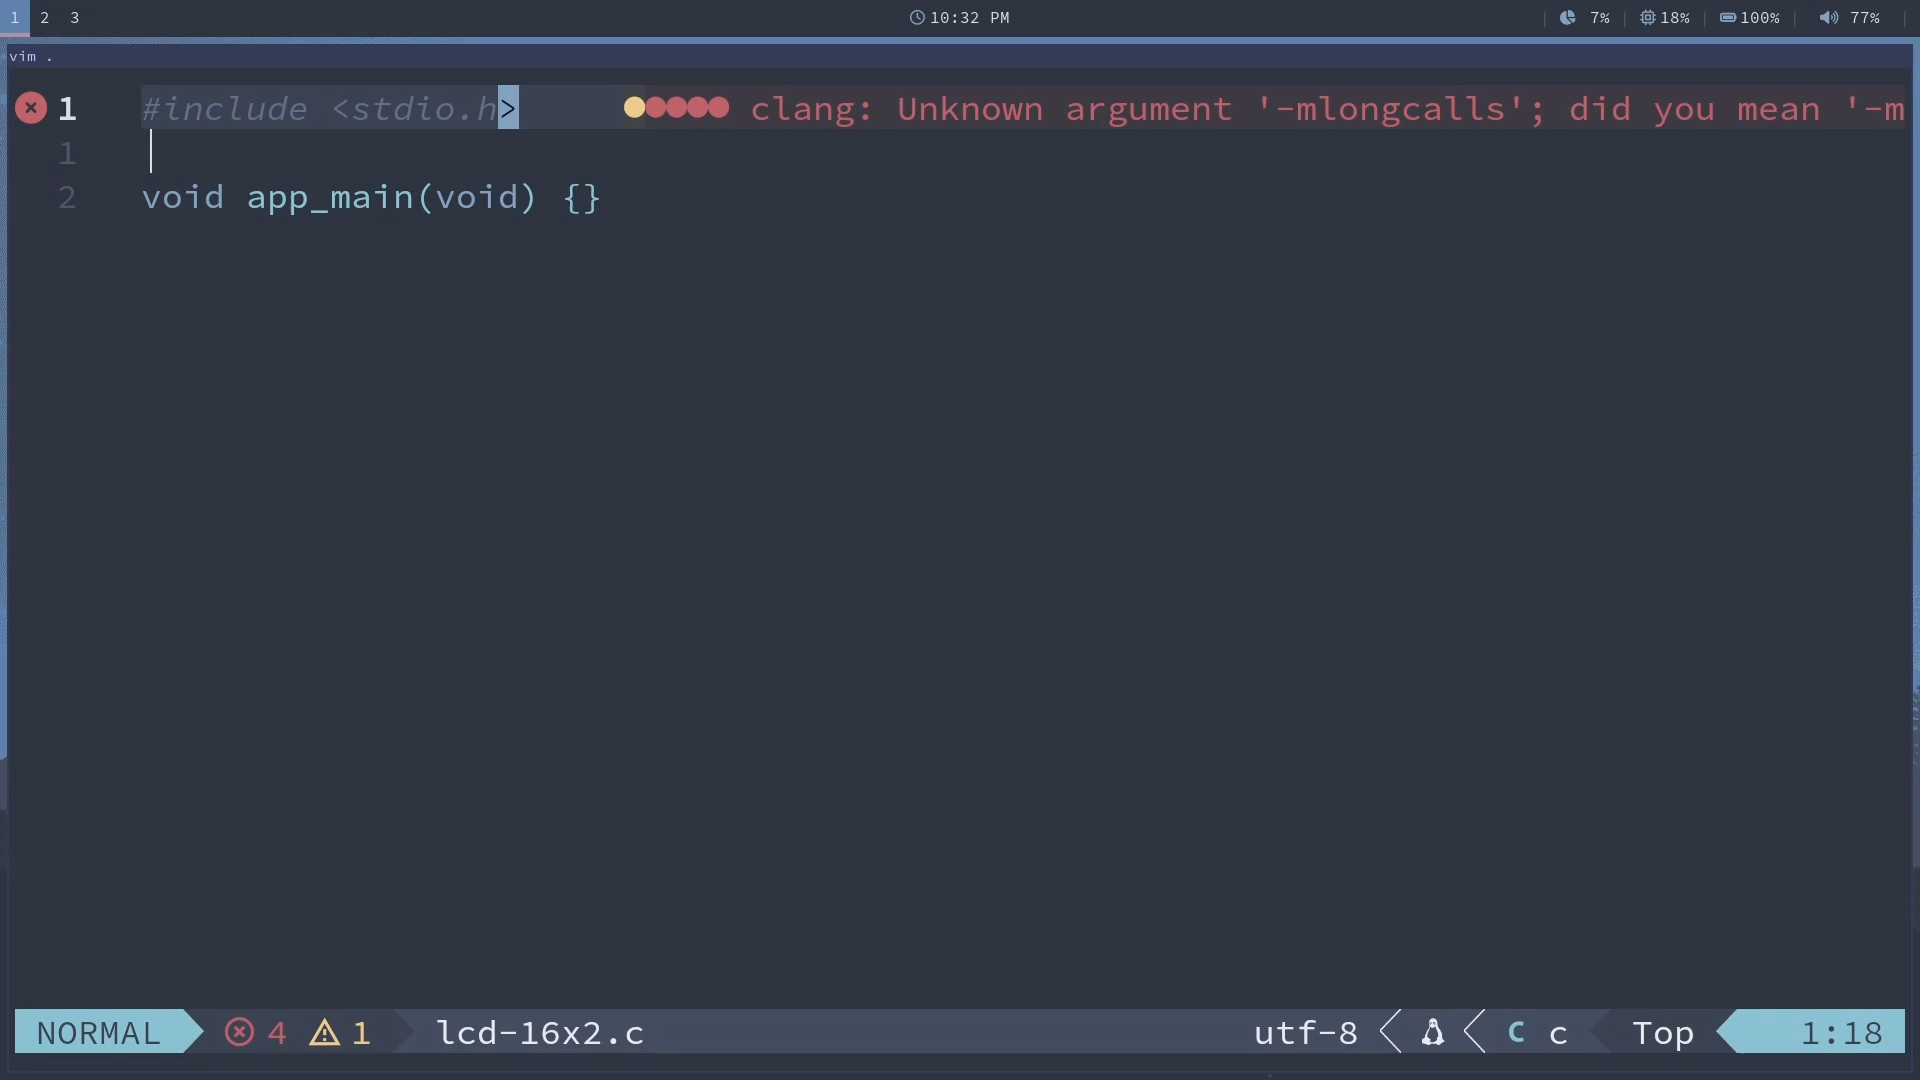 1 2 3 10:32 PM 7% 18% 100% 77%
vim .
1 #include <stdio.h> clang: Unknown argument '-mlongcalls'; did you mean '-m
1
2 void app_main(void) {}
NORMAL 4 1 lcd-16x2.c utf-8 C c Top 1:18